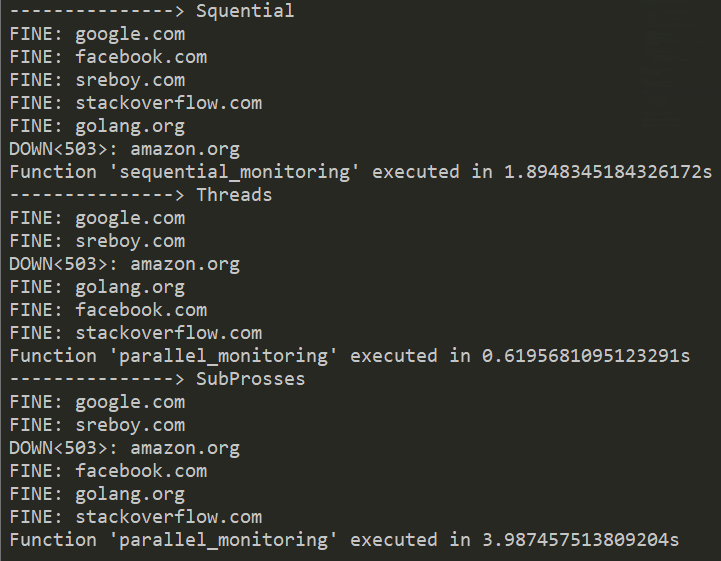 ---------------> Squential
FINE: google.com
FINE: facebook.com
FINE: sreboy.com
FINE: stackoverflow.com
FINE: golang.org
DOWN<503>: amazon.org
Function 'sequential_monitoring' executed in 1.8948345184326172s
---------------> Threads
FINE: google.com
FINE: sreboy.com
DOWN<503>: amazon.org
FINE: golang.org
FINE: facebook.com
FINE: stackoverflow.com
Function 'parallel_monitoring' executed in 0.6195681095123291s
---------------> SubProsses
FINE: google.com
FINE: sreboy.com
DOWN<503>: amazon.org
FINE: facebook.com
FINE: golang.org
FINE: stackoverflow.com
Function 'parallel_monitoring' executed in 3.987457513809204s